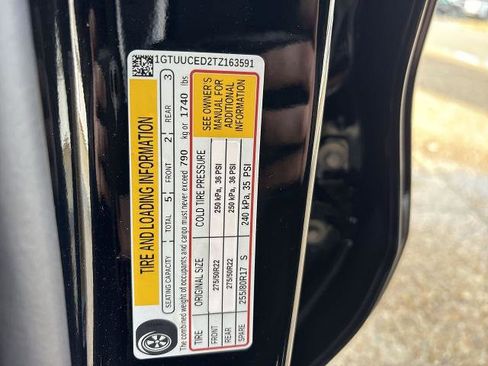 1GTUUCED2TZ163591
TIRE AND LOADING INFORMATION
SEATING CAPACITY TOTAL 5 FRONT 2 REAR 3
The combined weight of occupants and cargo must never exceed 790 kg or 1740 lbs
TIRE ORIGINAL SIZE COLD TIRE PRESSURE
FRONT 275/50R22 250 kPa, 36 PSI
REAR 275/50R22 250 kPa, 36 PSI
SPARE 255/80R17 S 240 kPa, 35 PSI
SEE OWNER'S
MANUAL FOR
ADDITIONAL
INFORMATION